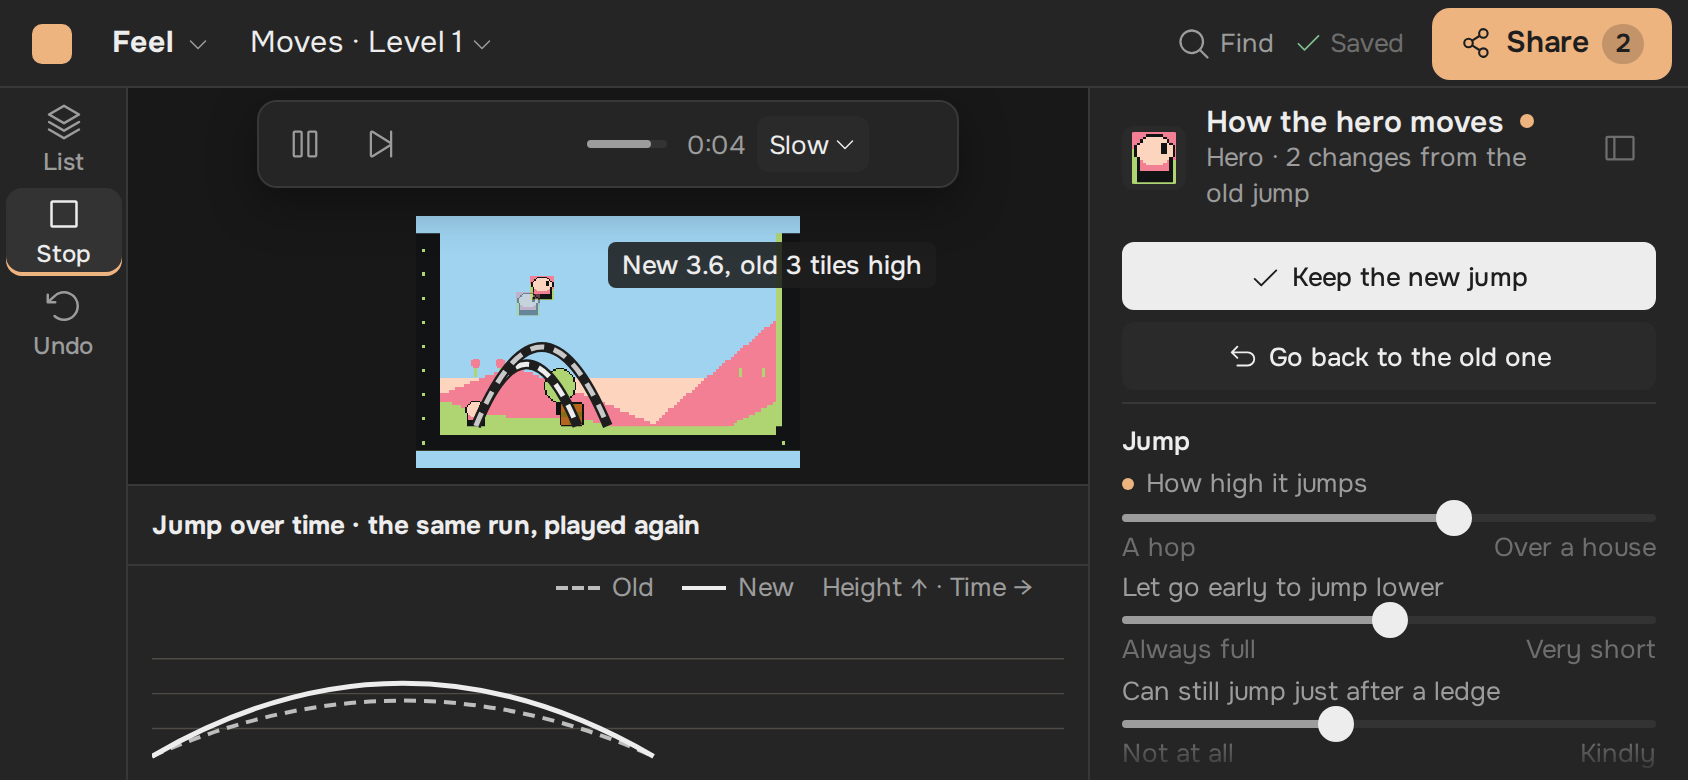 Feel
Moves · Level 1
Find
Saved
Share 2
List
Stop
Undo
0:04
Slow
New 3.6, old 3 tiles high
Jump over time · the same run, played again
Old
New
Height ↑ · Time →
How the hero moves
Hero · 2 changes from the
old jump
Keep the new jump
Go back to the old one
Jump
How high it jumps
A hop
Over a house
Let go early to jump lower
Always full
Very short
Can still jump just after a ledge
Not at all
Kindly